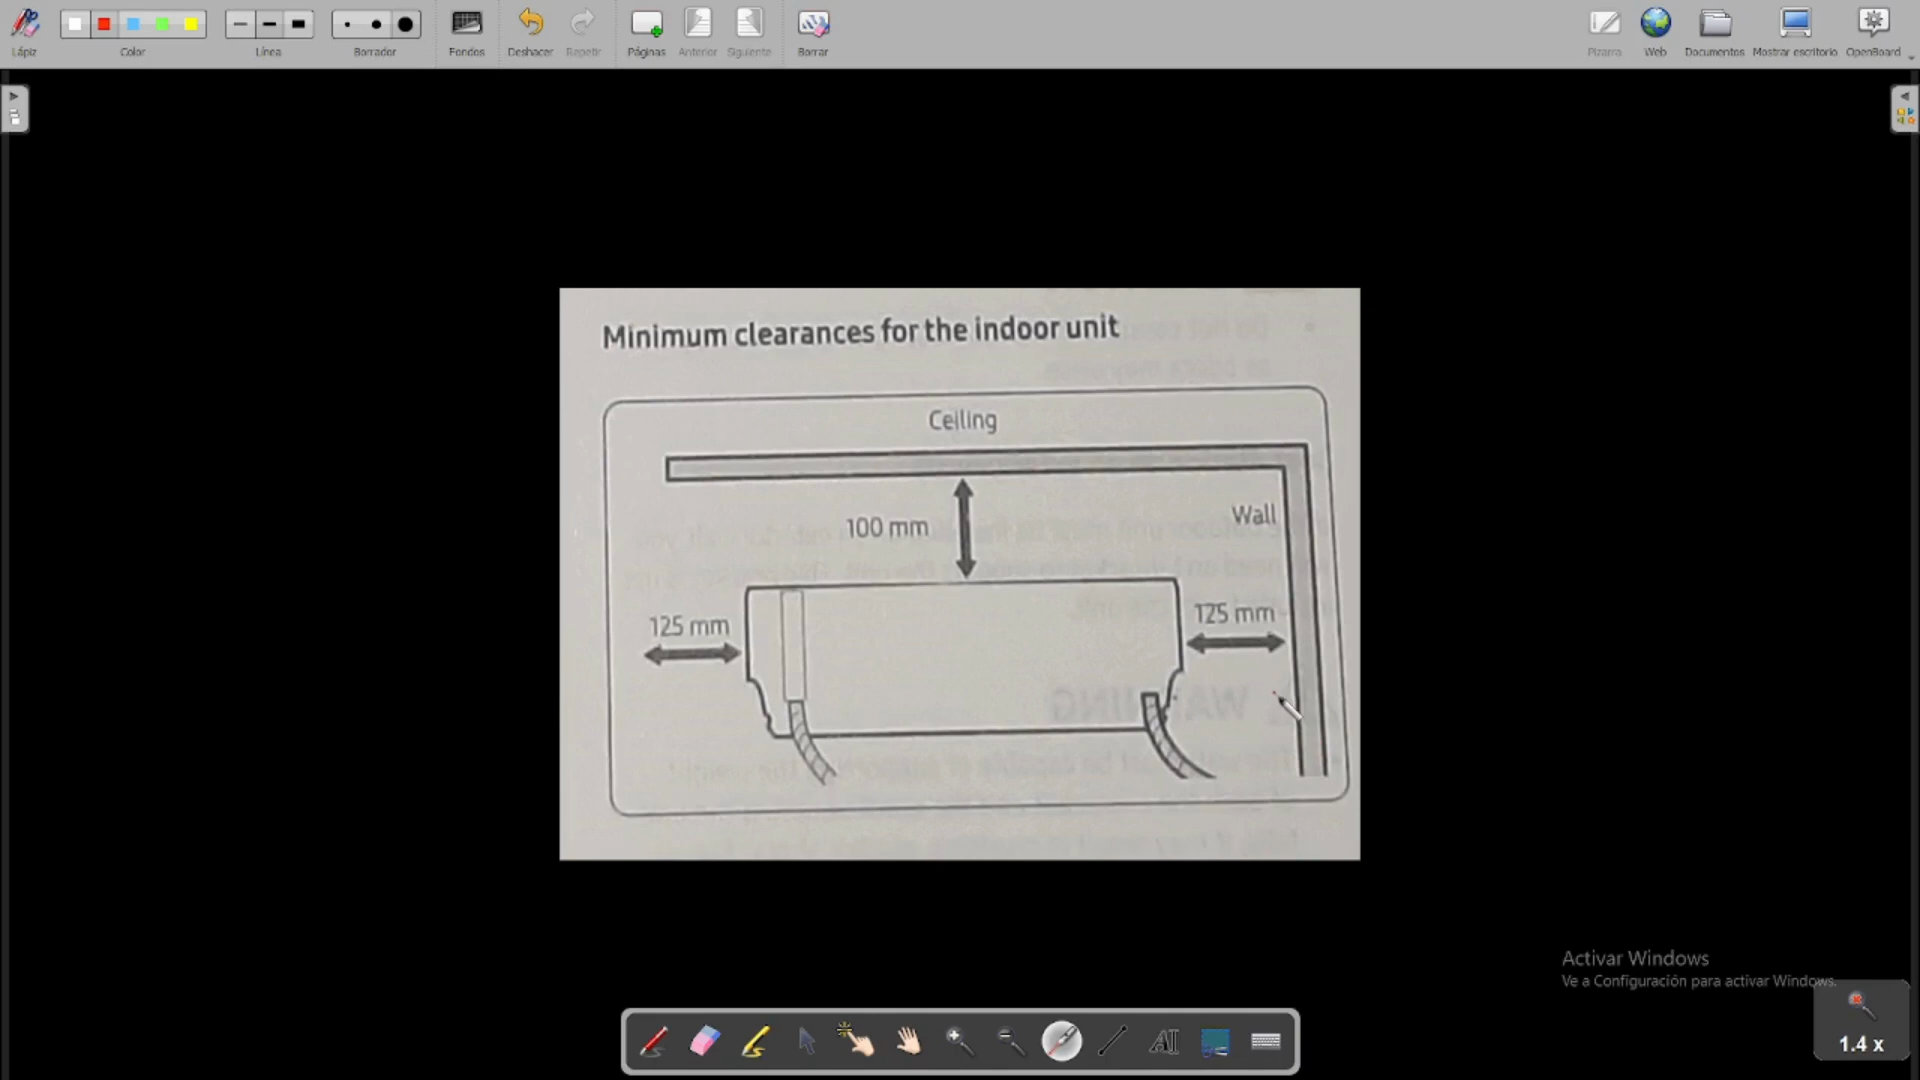 Lápiz
Color
Línea
Borrador
Fondos
Deshacer
Repetir
Páginas
Anterior
Siguiente
Borrar
Pizarra
Web
Documentos
Mostrar escritorio
OpenBoard
Minimum clearances for the indoor unit
Ceiling
100 mm
Wall
125 mm
125 mm
WARNING
Activar Windows
Ve a Configuración para activar Windows.
1.4 x